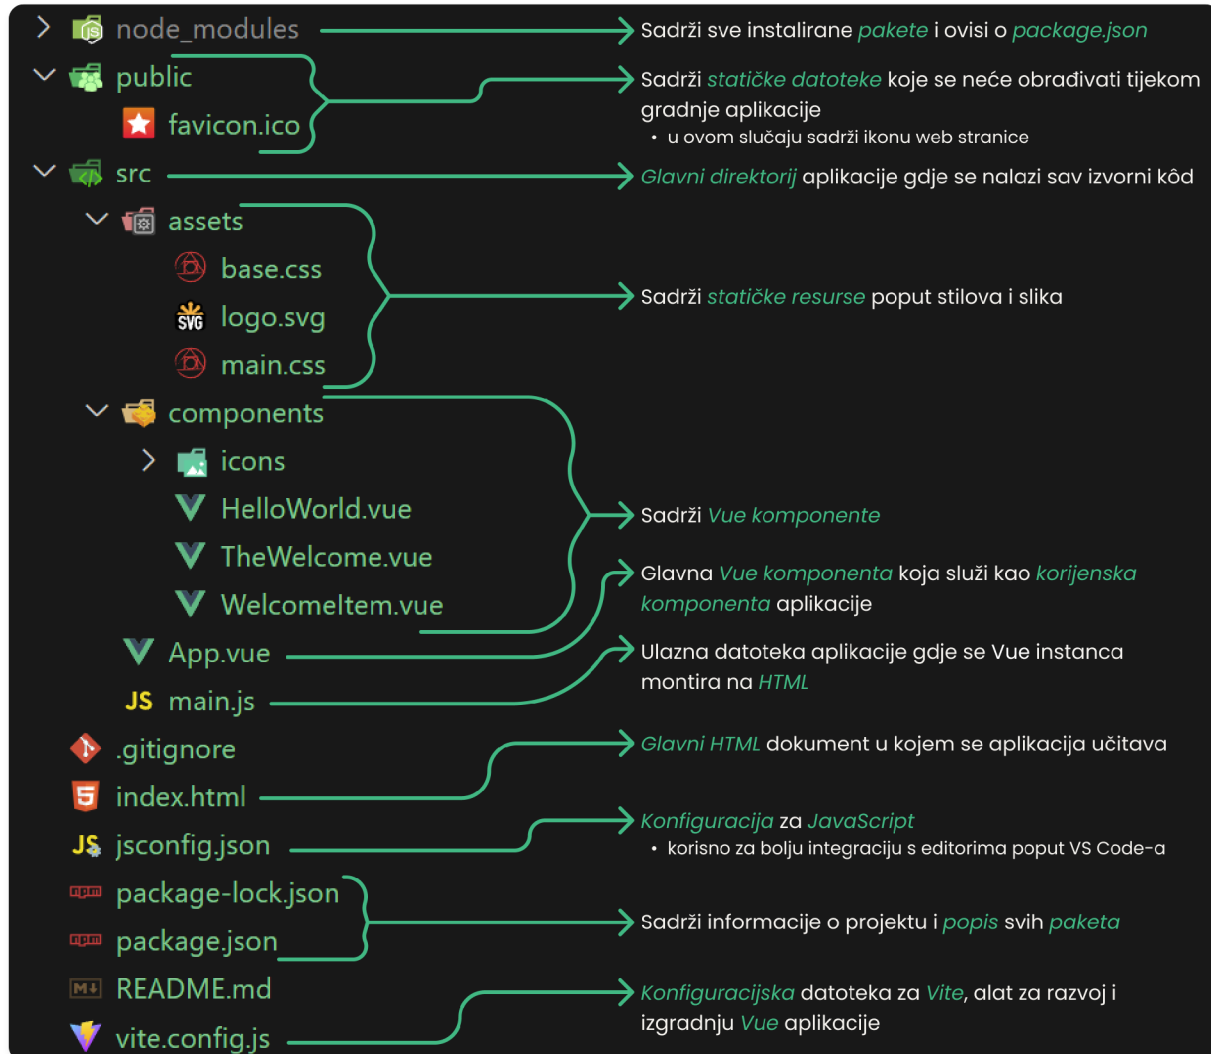 node_modules
Sadrži sve instalirane pakete i ovisi o package.json
public
Sadrži statičke datoteke koje se neće obrađivati tijekom
gradnje aplikacije
• u ovom slučaju sadrži ikonu web stranice
favicon.ico
src
Glavni direktorij aplikacije gdje se nalazi sav izvorni kôd
assets
base.css
logo.svg
main.css
Sadrži statičke resurse poput stilova i slika
components
icons
HelloWorld.vue
TheWelcome.vue
WelcomeItem.vue
Sadrži Vue komponente
App.vue
Glavna Vue komponenta koja služi kao korijenska
komponenta aplikacije
JS main.js
Ulazna datoteka aplikacije gdje se Vue instanca
montira na HTML
.gitignore
index.html
Glavni HTML dokument u kojem se aplikacija učitava
JS jsconfig.json
Konfiguracija za JavaScript
• korisno za bolju integraciju s editorima poput VS Code-a
package-lock.json
package.json
Sadrži informacije o projektu i popis svih paketa
README.md
vite.config.js
Konfiguracijska datoteka za Vite, alat za razvoj i
izgradnju Vue aplikacije